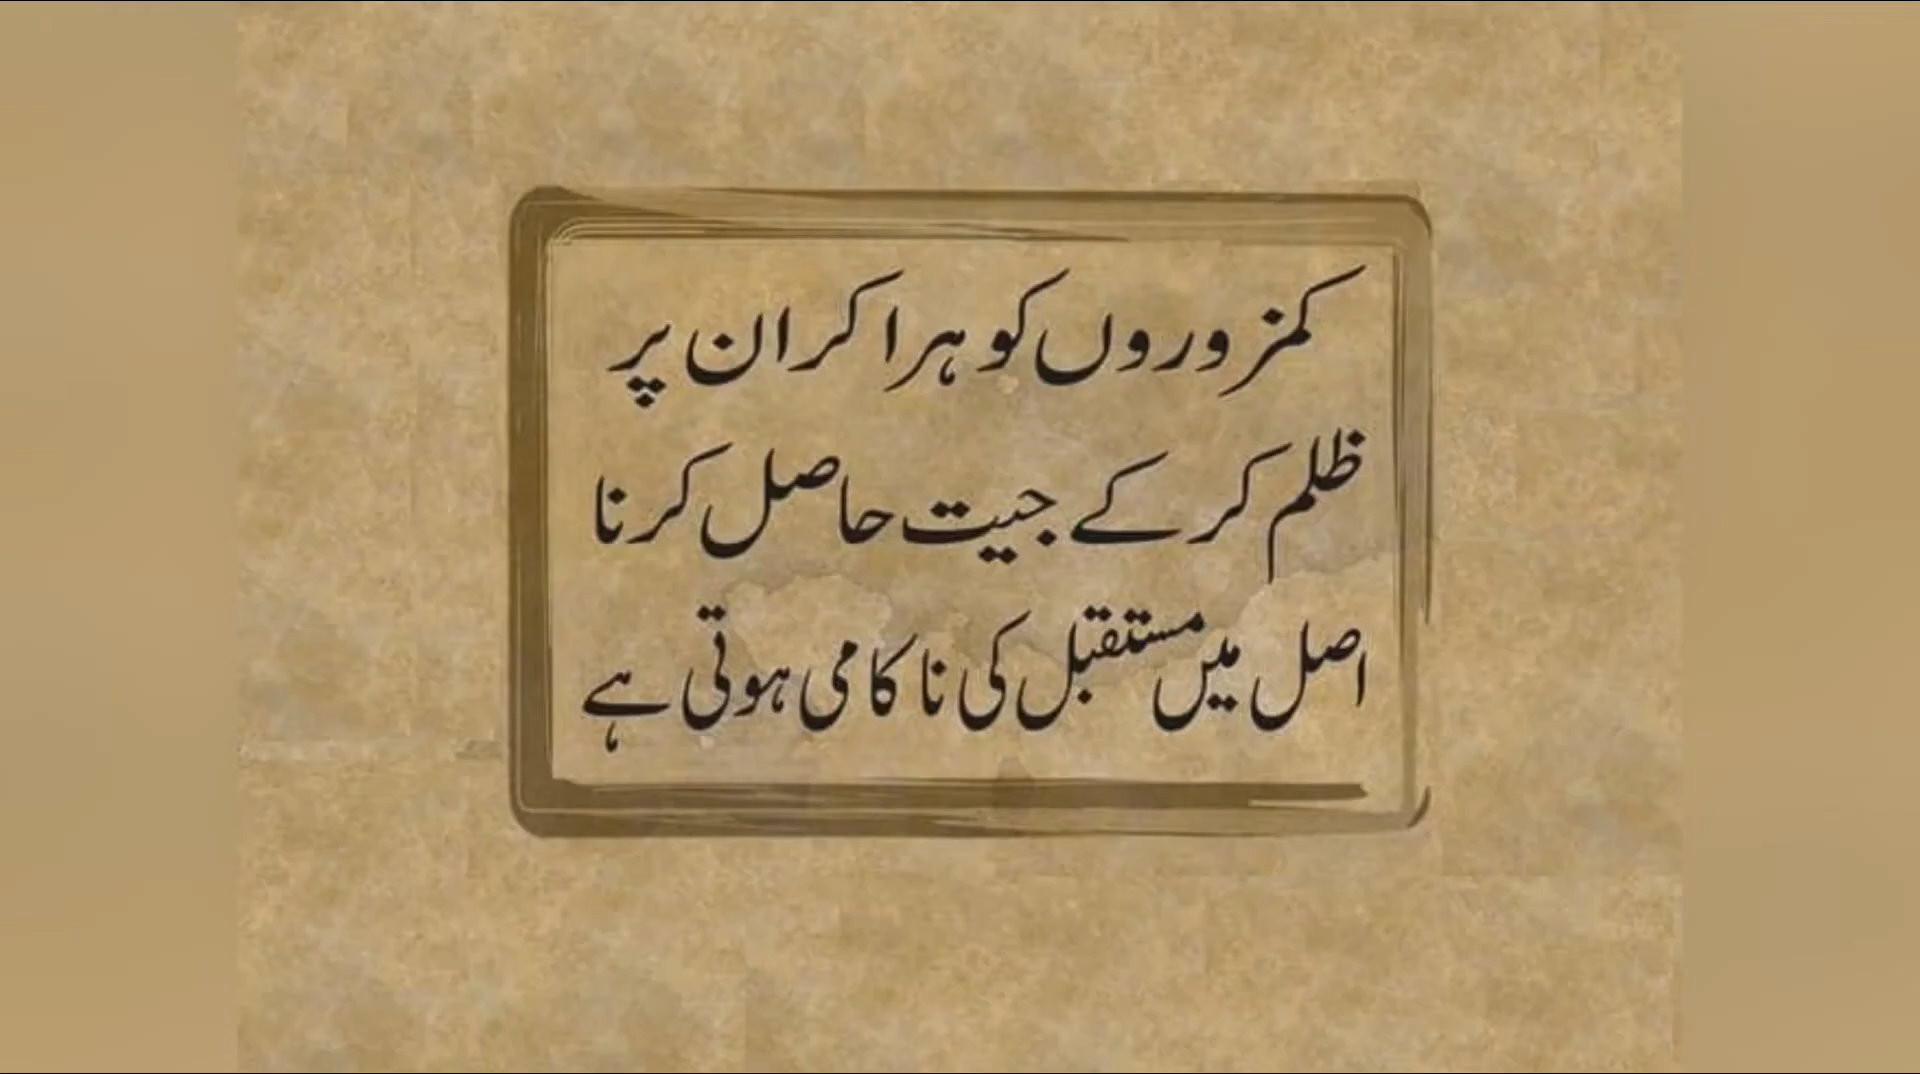 کمزوروں کو ہرا کر ان پر
ظلم کر کے جیت حاصل کرنا
اصل میں مستقبل کی ناکامی ہوتی ہے